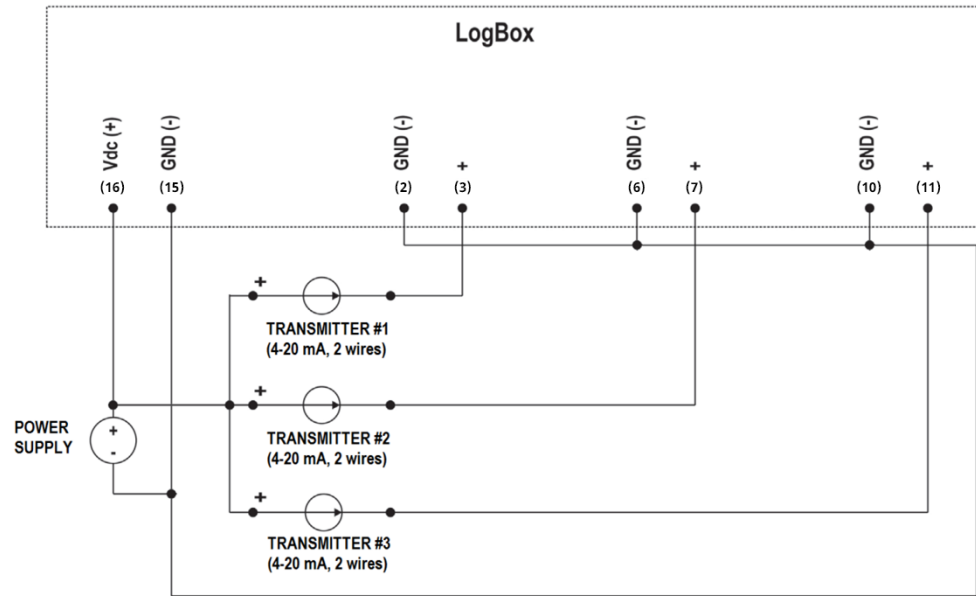 LogBox
Vdc (+)
GND (-)
GND (-)
+
GND (-)
+
GND (-)
+
(16)
(15)
(2)
(3)
(6)
(7)
(10)
(11)
+
TRANSMITTER #1
(4-20 mA, 2 wires)
+
TRANSMITTER #2
(4-20 mA, 2 wires)
POWER
SUPPLY
+
-
+
TRANSMITTER #3
(4-20 mA, 2 wires)